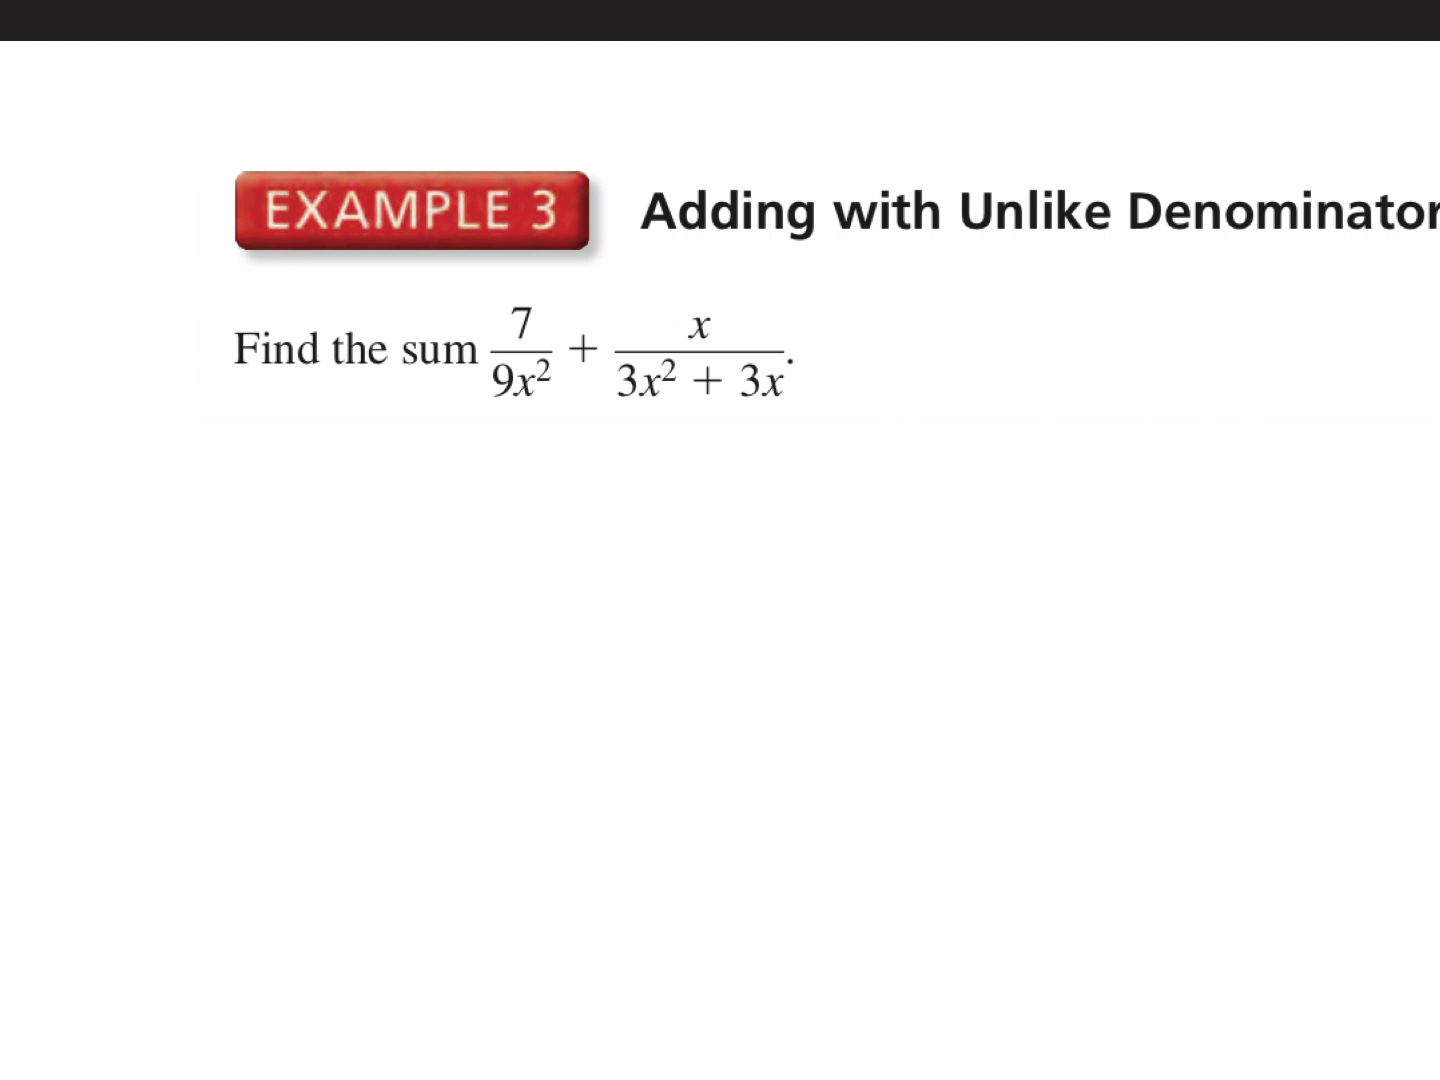 EXAMPLE 3 Adding with Unlike Denominator
Find the sum 7/(9x²) + x/(3x² + 3x).